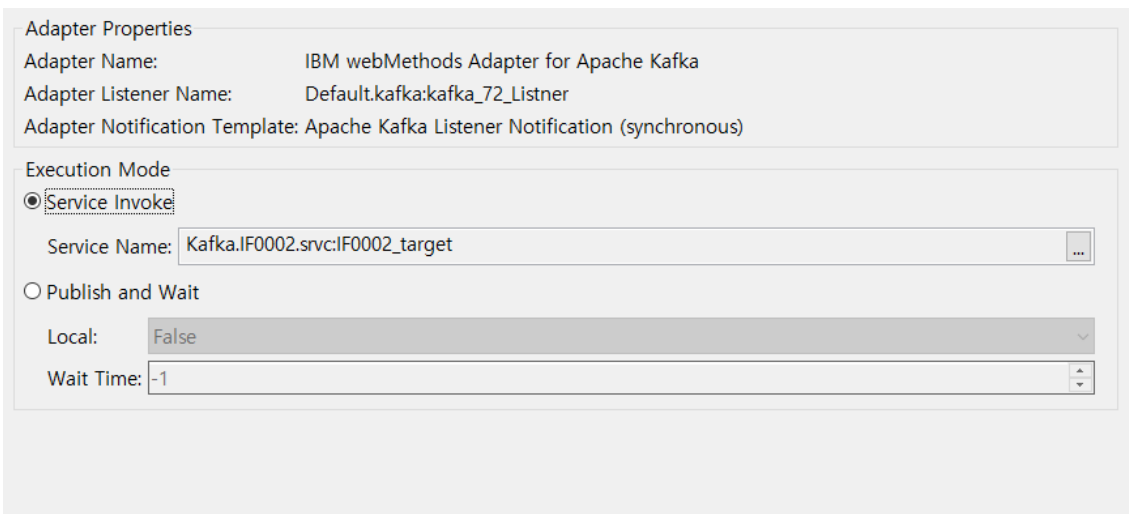 Adapter Properties
Adapter Name: IBM webMethods Adapter for Apache Kafka
Adapter Listener Name: Default.kafka:kafka_72_Listner
Adapter Notification Template: Apache Kafka Listener Notification (synchronous)
Execution Mode
Service Invoke
Service Name: Kafka.IF0002.srvc:IF0002_target ...
Publish and Wait
Local: False
Wait Time: -1